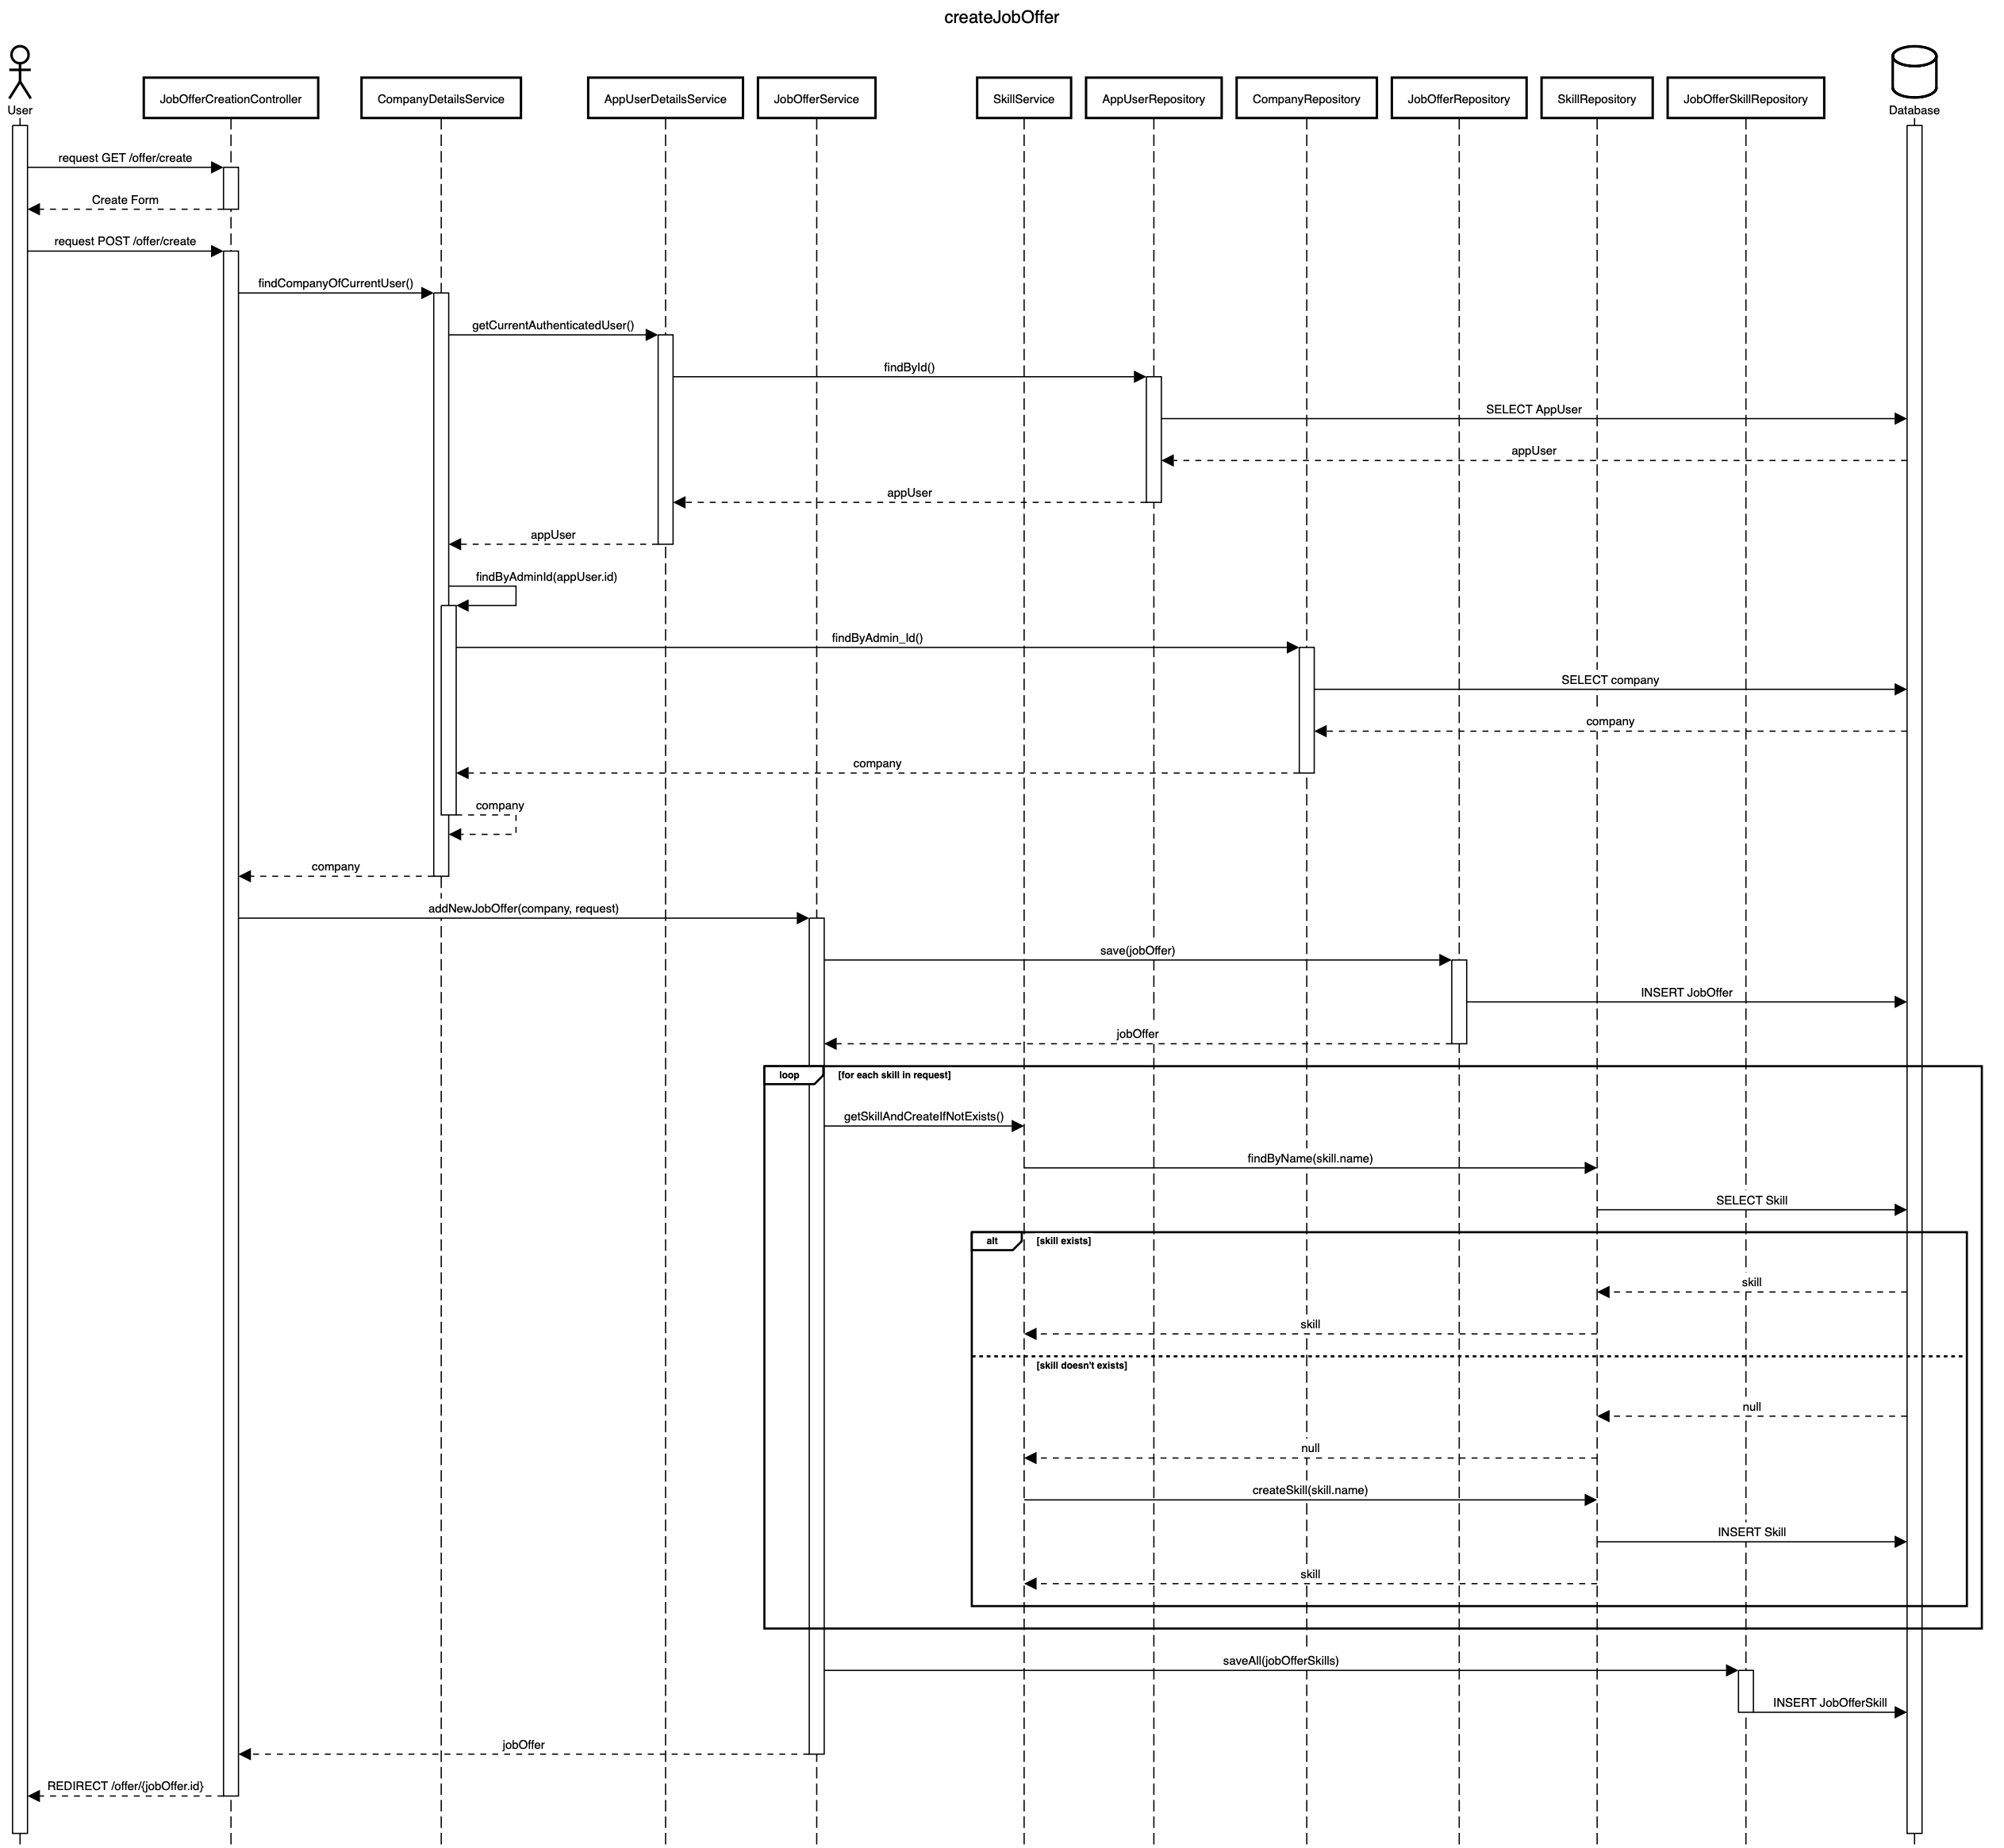 createJobOffer
User
JobOfferCreationController
CompanyDetailsService
AppUserDetailsService
JobOfferService
SkillService
AppUserRepository
CompanyRepository
JobOfferRepository
SkillRepository
JobOfferSkillRepository
Database
request GET /offer/create
Create Form
request POST /offer/create
findCompanyOfCurrentUser()
getCurrentAuthenticatedUser()
findById()
SELECT AppUser
appUser
appUser
appUser
findByAdminId(appUser.id)
findByAdmin_Id()
SELECT company
company
company
company
company
addNewJobOffer(company, request)
save(jobOffer)
INSERT JobOffer
jobOffer
loop [for each skill in request]
getSkillAndCreateIfNotExists()
findByName(skill.name)
SELECT Skill
alt [skill exists]
skill
skill
[skill doesn't exists]
null
null
createSkill(skill.name)
INSERT Skill
skill
saveAll(jobOfferSkills)
INSERT JobOfferSkill
jobOffer
REDIRECT /offer/{jobOffer.id}